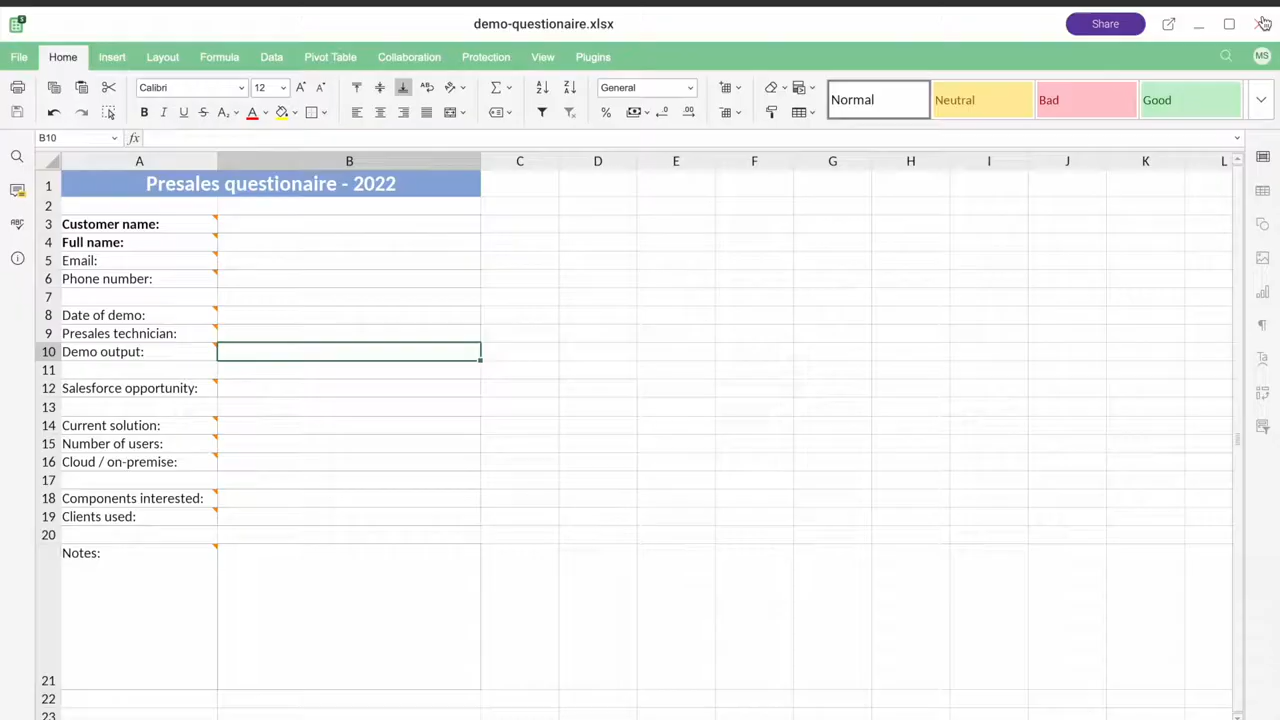 demo-questionaire.xlsx
Share
File Home Insert Layout Formula Data Pivot Table Collaboration Protection View Plugins
MS
Calibri 12 General Normal Neutral Bad Good
B10 fx
A B C D E F G H I J K L
1 Presales questionaire - 2022
2
3 Customer name:
4 Full name:
5 Email:
6 Phone number:
7
8 Date of demo:
9 Presales technician:
10 Demo output:
11
12 Salesforce opportunity:
13
14 Current solution:
15 Number of users:
16 Cloud / on-premise:
17
18 Components interested:
19 Clients used:
20
Notes:
21
22
23